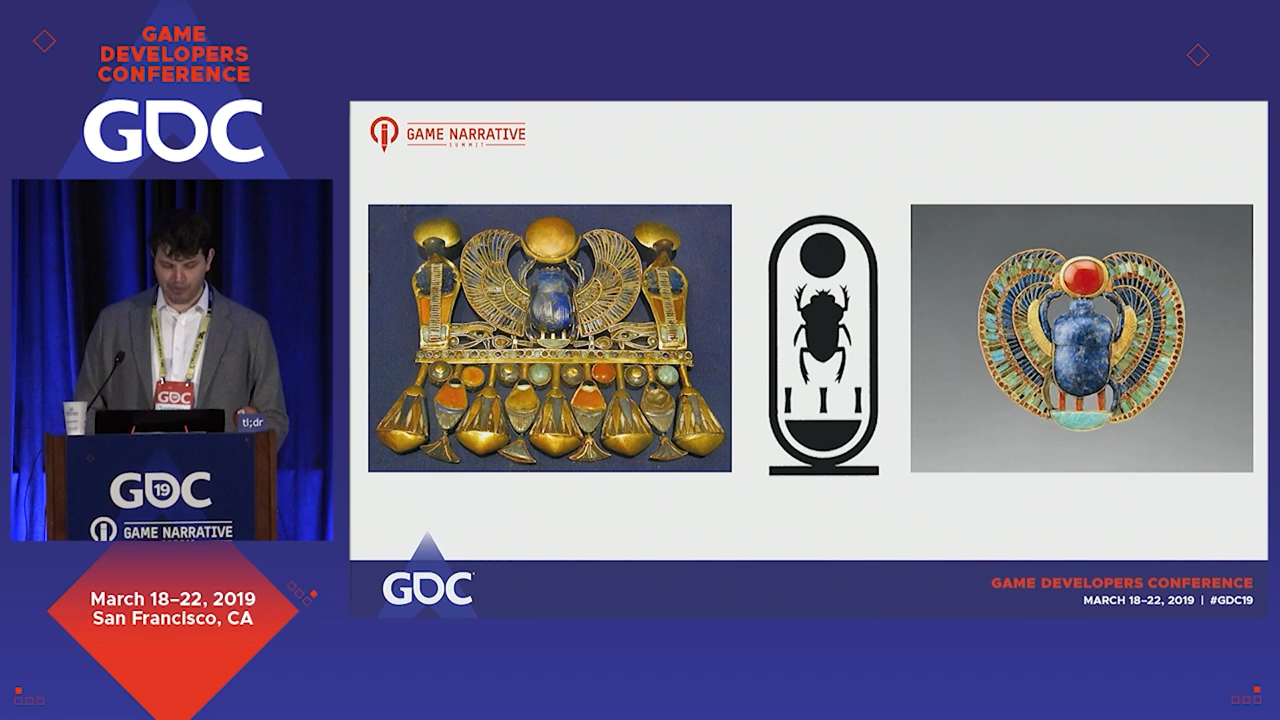 GAME
DEVELOPERS
CONFERENCE
GDC
GAME NARRATIVE
SUMMIT
tl;dr
GDC
GDC
19
GAME NARRATIVE
March 18–22, 2019
San Francisco, CA
GDC
GAME DEVELOPERS CONFERENCE
MARCH 18–22, 2019 | #GDC19